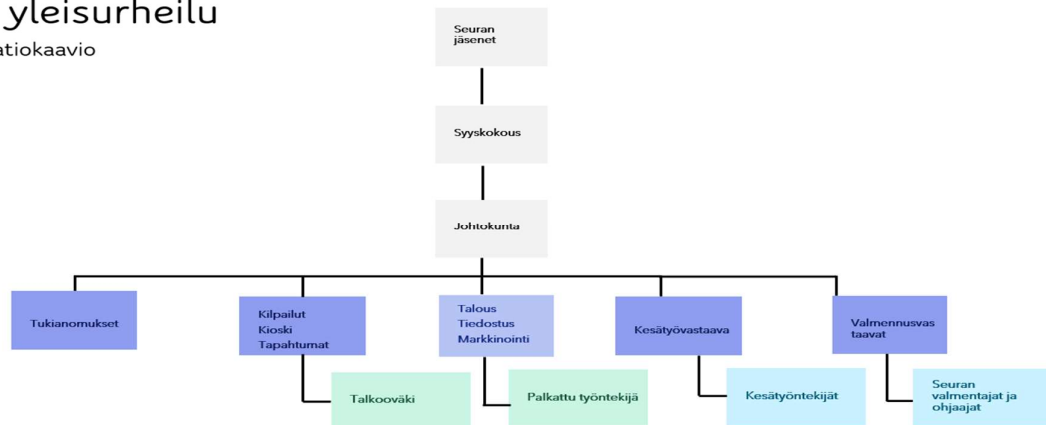 yleisurheilu
atiokaavio
Seuran
jäsenet
Syyskokous
Johtokunta
Tukianomukset
Kilpailut
Kioski
Tapahtumat
Talous
Tiedostus
Markkinointi
Kesätyövastaava
Valmennusvas
taavat
Talkooväki
Palkattu työntekijä
Kesätyöntekijät
Seuran
valmentajat ja
ohjaajat